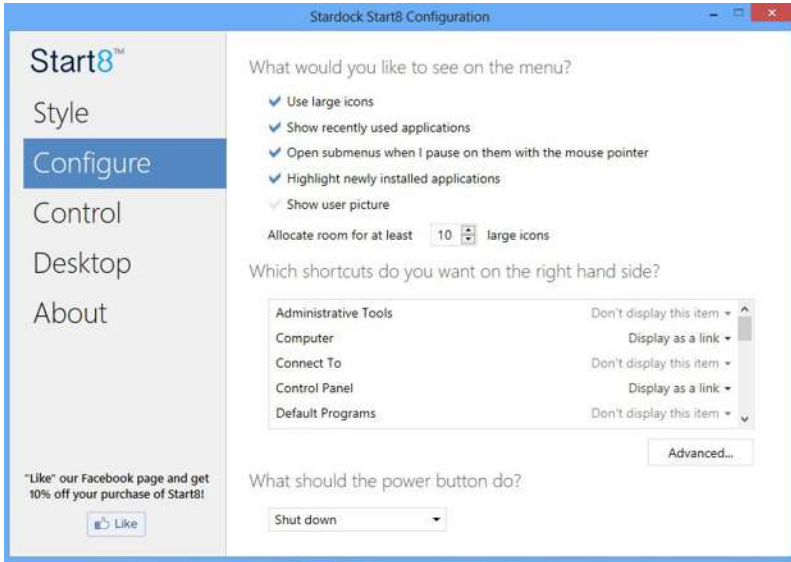 Stardock Start8 Configuration
Start8™
Style
Configure
Control
Desktop
About
"Like" our Facebook page and get
10% off your purchase of Start8!
Like
What would you like to see on the menu?
Use large icons
Show recently used applications
Open submenus when I pause on them with the mouse pointer
Highlight newly installed applications
Show user picture
Allocate room for at least 10 large icons
Which shortcuts do you want on the right hand side?
Administrative Tools Don't display this item
Computer Display as a link
Connect To Don't display this item
Control Panel Display as a link
Default Programs Don't display this item
Advanced...
What should the power button do?
Shut down